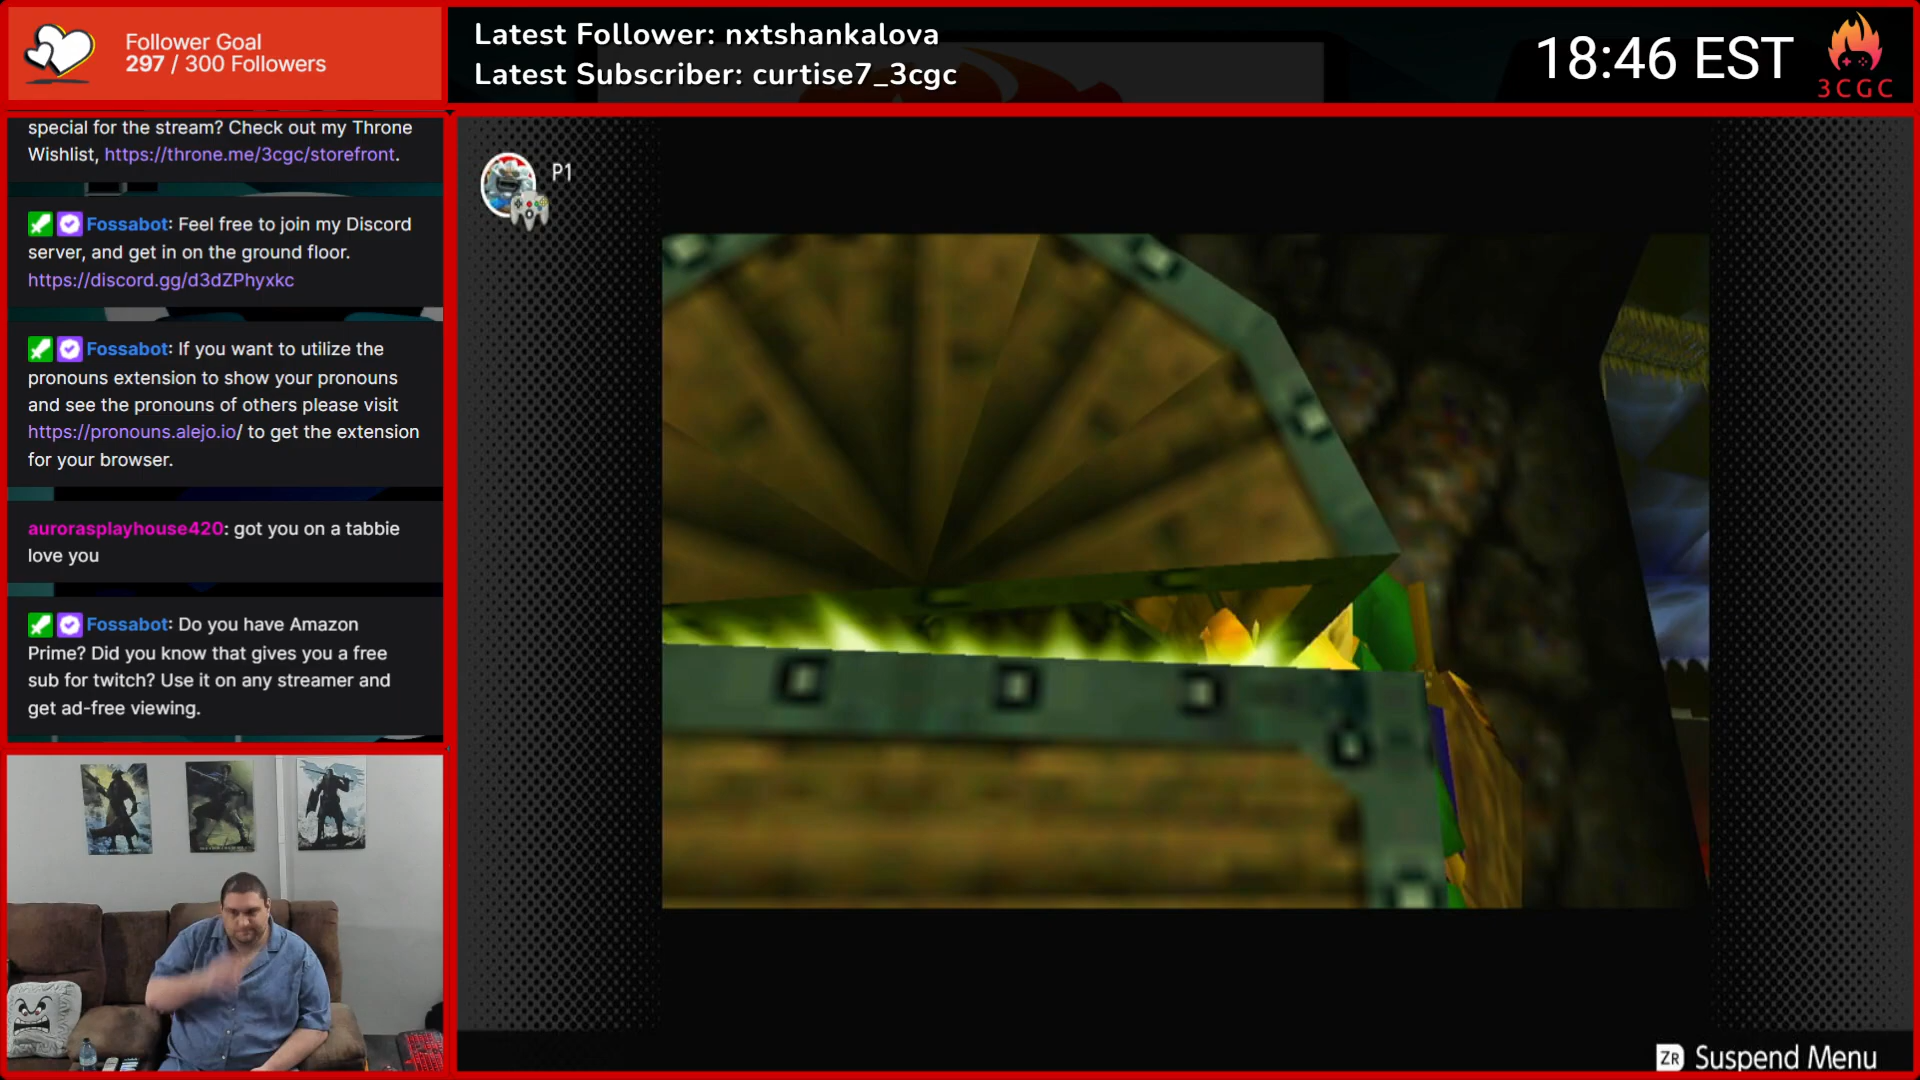 Follower Goal
297 / 300 Followers
Latest Follower: nxtshankalova
Latest Subscriber: curtise7_3cgc
18:46 EST
3CGC
special for the stream? Check out my Throne
Wishlist, https://throne.me/3cgc/storefront.
Fossabot: Feel free to join my Discord
server, and get in on the ground floor.
https://discord.gg/d3dZPhyxkc
Fossabot: If you want to utilize the
pronouns extension to show your pronouns
and see the pronouns of others please visit
https://pronouns.alejo.io/ to get the extension
for your browser.
aurorasplayhouse420: got you on a tabbie
love you
Fossabot: Do you have Amazon
Prime? Did you know that gives you a free
sub for twitch? Use it on any streamer and
get ad-free viewing.
P1
ZR Suspend Menu